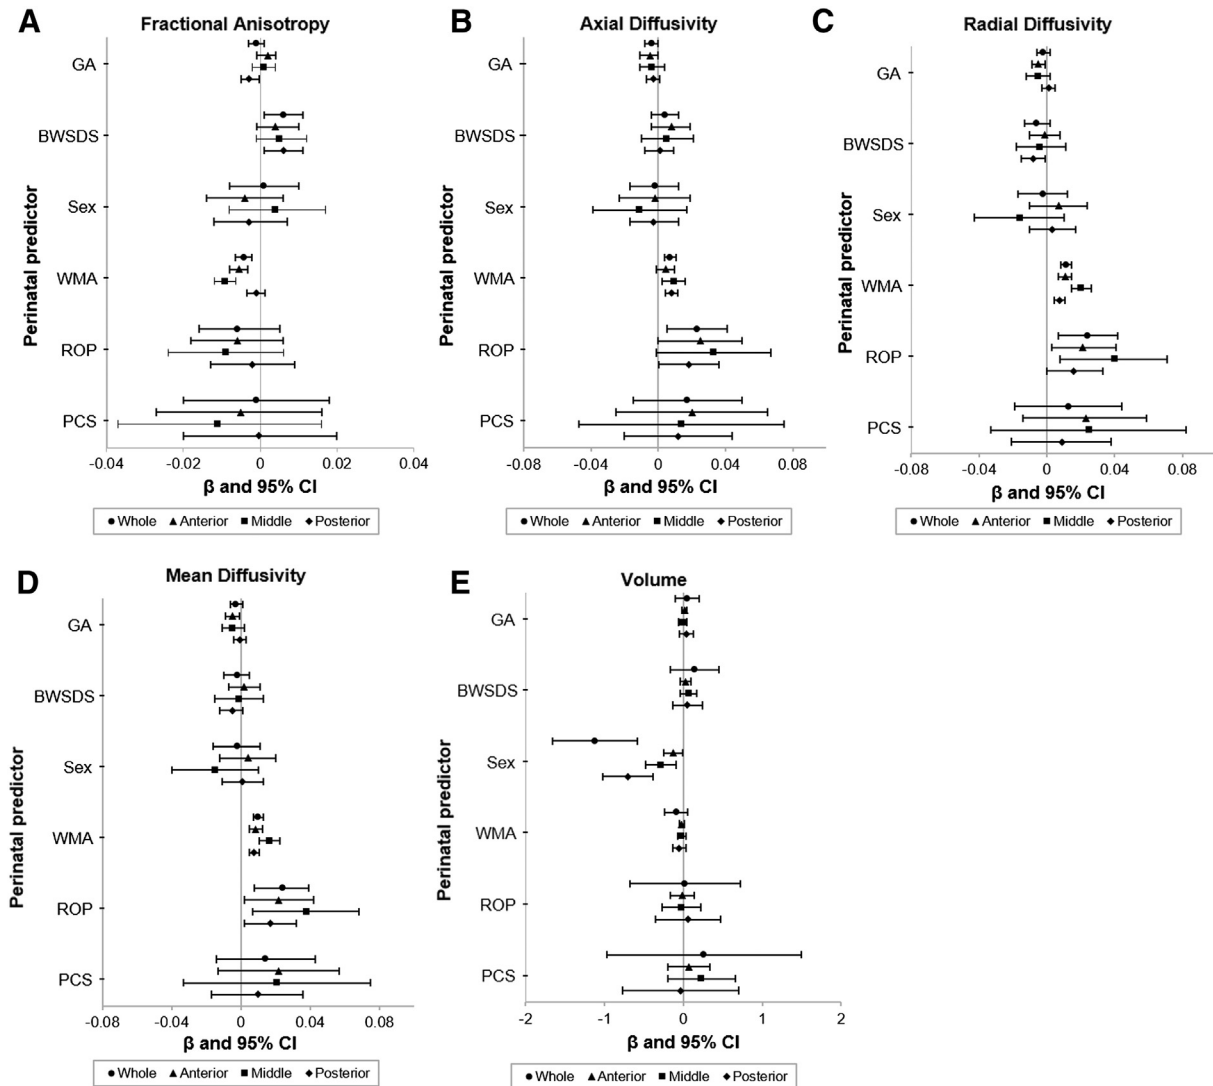 A
Fractional Anisotropy
Perinatal predictor
GA
BWSDS
Sex
WMA
ROP
PCS
-0.04 -0.02 0 0.02 0.04
β and 95% CI
Whole Anterior Middle Posterior
B
Axial Diffusivity
Perinatal predictor
GA
BWSDS
Sex
WMA
ROP
PCS
-0.08 -0.04 0 0.04 0.08
β and 95% CI
Whole Anterior Middle Posterior
C
Radial Diffusivity
Perinatal predictor
GA
BWSDS
Sex
WMA
ROP
PCS
-0.08 -0.04 0 0.04 0.08
β and 95% CI
Whole Anterior Middle Posterior
D
Mean Diffusivity
Perinatal predictor
GA
BWSDS
Sex
WMA
ROP
PCS
-0.08 -0.04 0 0.04 0.08
β and 95% CI
Whole Anterior Middle Posterior
E
Volume
Perinatal predictor
GA
BWSDS
Sex
WMA
ROP
PCS
-2 -1 0 1 2
β and 95% CI
Whole Anterior Middle Posterior